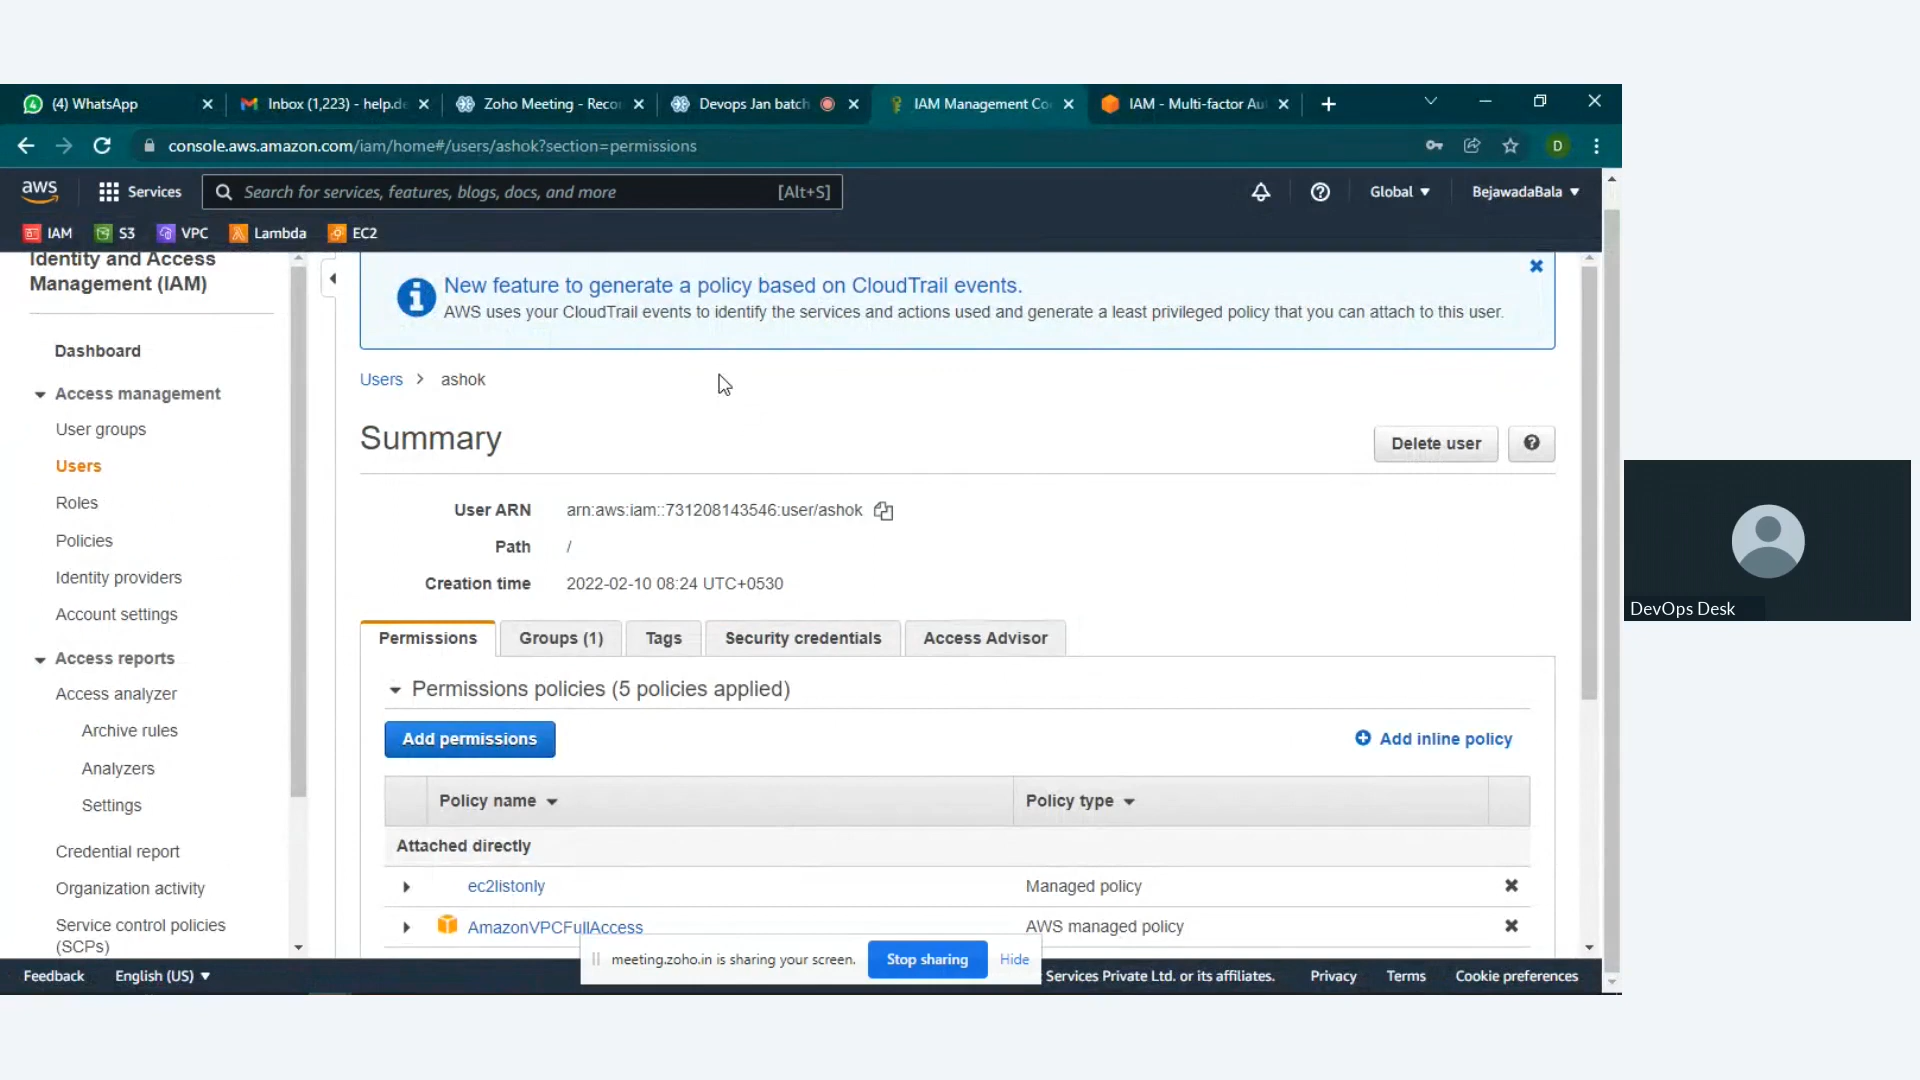 (4) WhatsApp
Inbox (1,223) - help.de
Zoho Meeting - Reco
Devops Jan batch
IAM Management Co
IAM - Multi-factor Au
console.aws.amazon.com/iam/home#/users/ashok?section=permissions
D
aws
Services
Search for services, features, blogs, docs, and more
[Alt+S]
Global
BejawadaBala
IAM
S3
VPC
Lambda
EC2
Identity and Access
Management (IAM)
Dashboard
Access management
User groups
Users
Roles
Policies
Identity providers
Account settings
Access reports
Access analyzer
Archive rules
Analyzers
Settings
Credential report
Organization activity
Service control policies
(SCPs)
New feature to generate a policy based on CloudTrail events.
AWS uses your CloudTrail events to identify the services and actions used and generate a least privileged policy that you can attach to this user.
Users > ashok
Summary
Delete user
User ARN arn:aws:iam::731208143546:user/ashok
Path /
Creation time 2022-02-10 08:24 UTC+0530
Permissions
Groups (1)
Tags
Security credentials
Access Advisor
Permissions policies (5 policies applied)
Add permissions
Add inline policy
Policy name
Policy type
Attached directly
ec2listonly
Managed policy
AmazonVPCFullAccess
AWS managed policy
meeting.zoho.in is sharing your screen.
Stop sharing
Hide
Feedback
English (US)
Services Private Ltd. or its affiliates.
Privacy
Terms
Cookie preferences
DevOps Desk